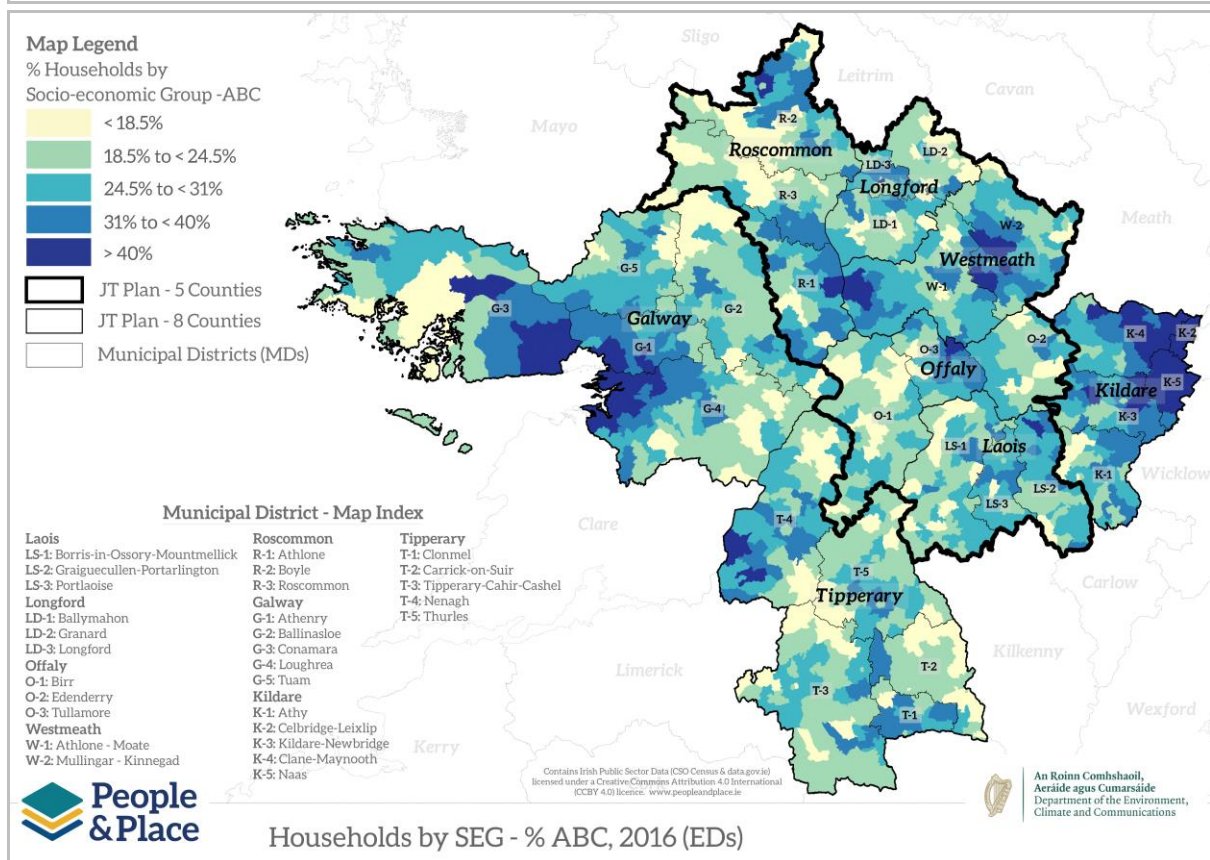 Map Legend
% Households by
Socio-economic Group -ABC
< 18.5%
18.5% to < 24.5%
24.5% to < 31%
31% to < 40%
> 40%
JT Plan - 5 Counties
JT Plan - 8 Counties
Municipal Districts (MDs)
Sligo
Leitrim
Cavan
Mayo
R-2
Roscommon
LD-3
LD-2
Longford
R-3
LD-1
Meath
W-2
Westmeath
G-5
R-1
W-1
G-3
G-2
Galway
G-1
K-4
K-2
O-3
O-2
Offaly
K-5
Kildare
K-3
G-4
O-1
LS-1
Laois
Wicklow
K-1
LS-2
LS-3
Clare
T-4
Carlow
T-5
Tipperary
Limerick
Kilkenny
T-2
T-3
T-1
Wexford
Kerry
Municipal District - Map Index
Laois
LS-1: Borris-in-Ossory-Mountmellick
LS-2: Graiguecullen-Portarlington
LS-3: Portlaoise
Longford
LD-1: Ballymahon
LD-2: Granard
LD-3: Longford
Offaly
O-1: Birr
O-2: Edenderry
O-3: Tullamore
Westmeath
W-1: Athlone - Moate
W-2: Mullingar - Kinnegad
Roscommon
R-1: Athlone
R-2: Boyle
R-3: Roscommon
Galway
G-1: Athenry
G-2: Ballinasloe
G-3: Conamara
G-4: Loughrea
G-5: Tuam
Kildare
K-1: Athy
K-2: Celbridge-Leixlip
K-3: Kildare-Newbridge
K-4: Clane-Maynooth
K-5: Naas
Tipperary
T-1: Clonmel
T-2: Carrick-on-Suir
T-3: Tipperary-Cahir-Cashel
T-4: Nenagh
T-5: Thurles
Contains Irish Public Sector Data (CSO Census & data.gov.ie)
licensed under a Creative Commons Attribution 4.0 International
(CCBY 4.0) licence. www.peopleandplace.ie
People
& Place
Households by SEG - % ABC, 2016 (EDs)
An Roinn Comhshaoil,
Aeráide agus Cumarsáide
Department of the Environment,
Climate and Communications